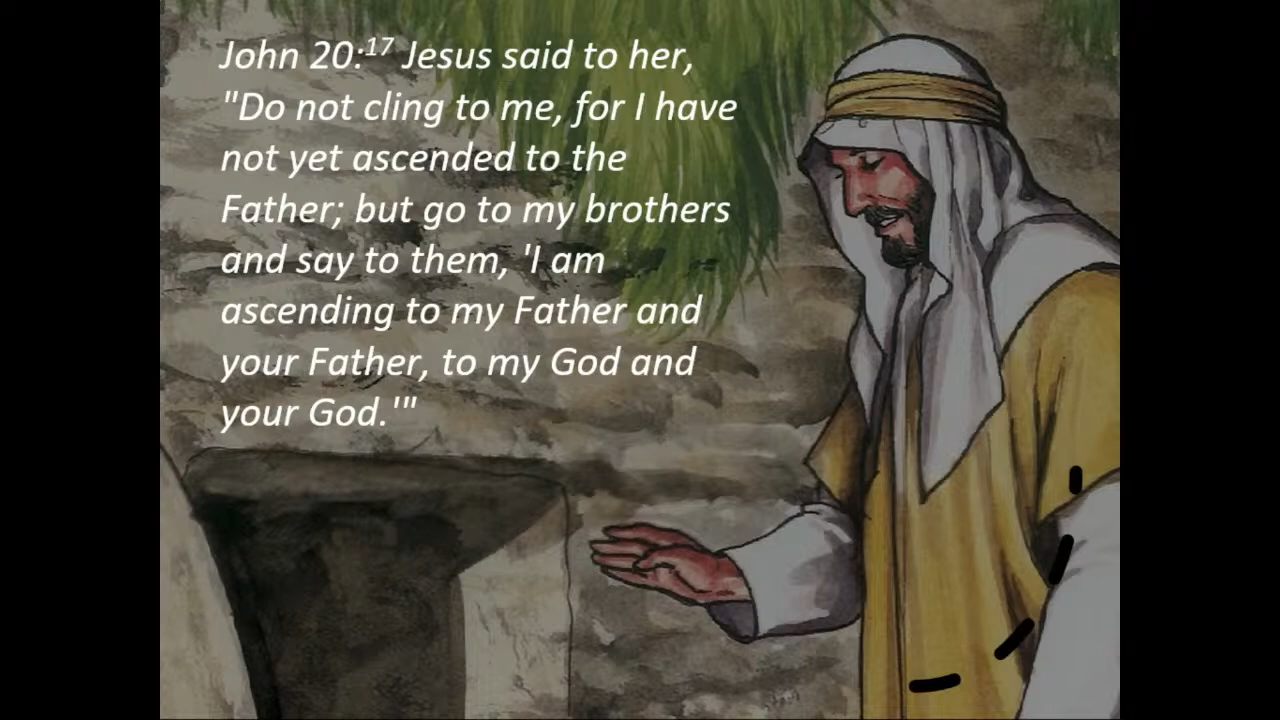 John 20:¹⁷ Jesus said to her,
"Do not cling to me, for I have
not yet ascended to the
Father; but go to my brothers
and say to them, 'I am
ascending to my Father and
your Father, to my God and
your God.'"